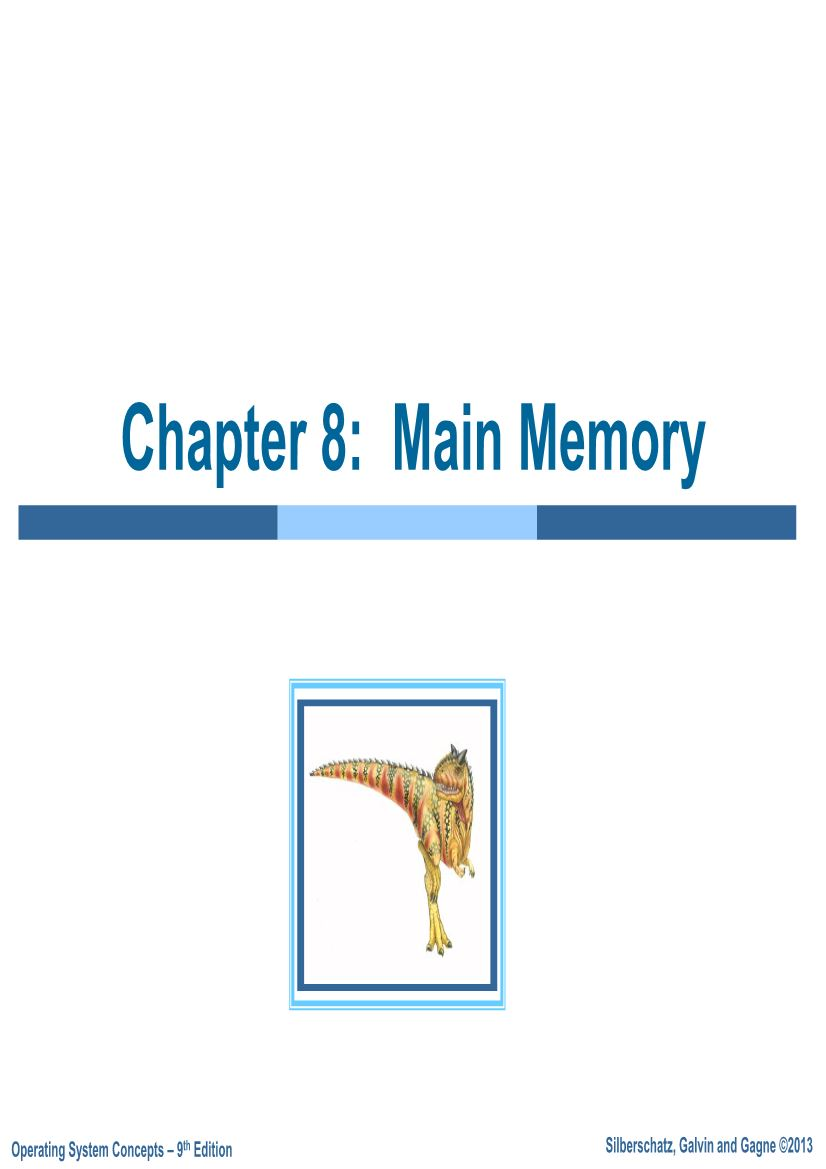 Chapter 8: Main Memory
Operating System Concepts – 9th Edition
Silberschatz, Galvin and Gagne ©2013